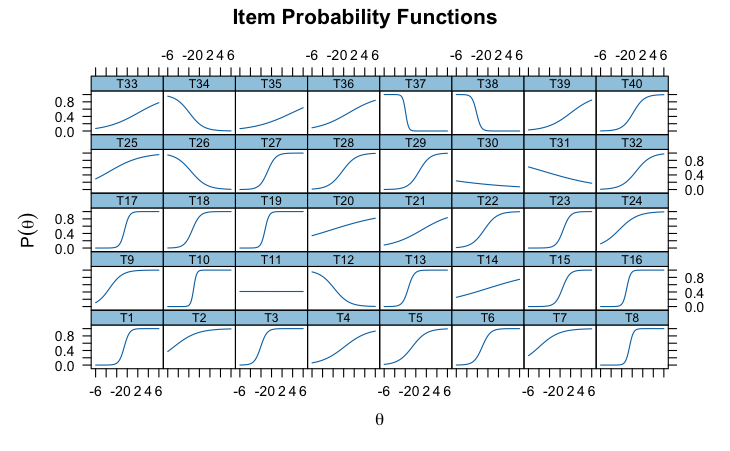 Item Probability Functions
-6 -20 2 4 6 -6 -20 2 4 6 -6 -20 2 4 6 -6 -20 2 4 6
T33 T34 T35 T36 T37 T38 T39 T40
0.8
0.4
0.0
T25 T26 T27 T28 T29 T30 T31 T32
0.8
0.4
0.0
T17 T18 T19 T20 T21 T22 T23 T24
0.8
0.4
0.0
P(θ)
T9 T10 T11 T12 T13 T14 T15 T16
0.8
0.4
0.0
T1 T2 T3 T4 T5 T6 T7 T8
0.8
0.4
0.0
-6 -20 2 4 6 -6 -20 2 4 6 -6 -20 2 4 6 -6 -20 2 4 6
θ